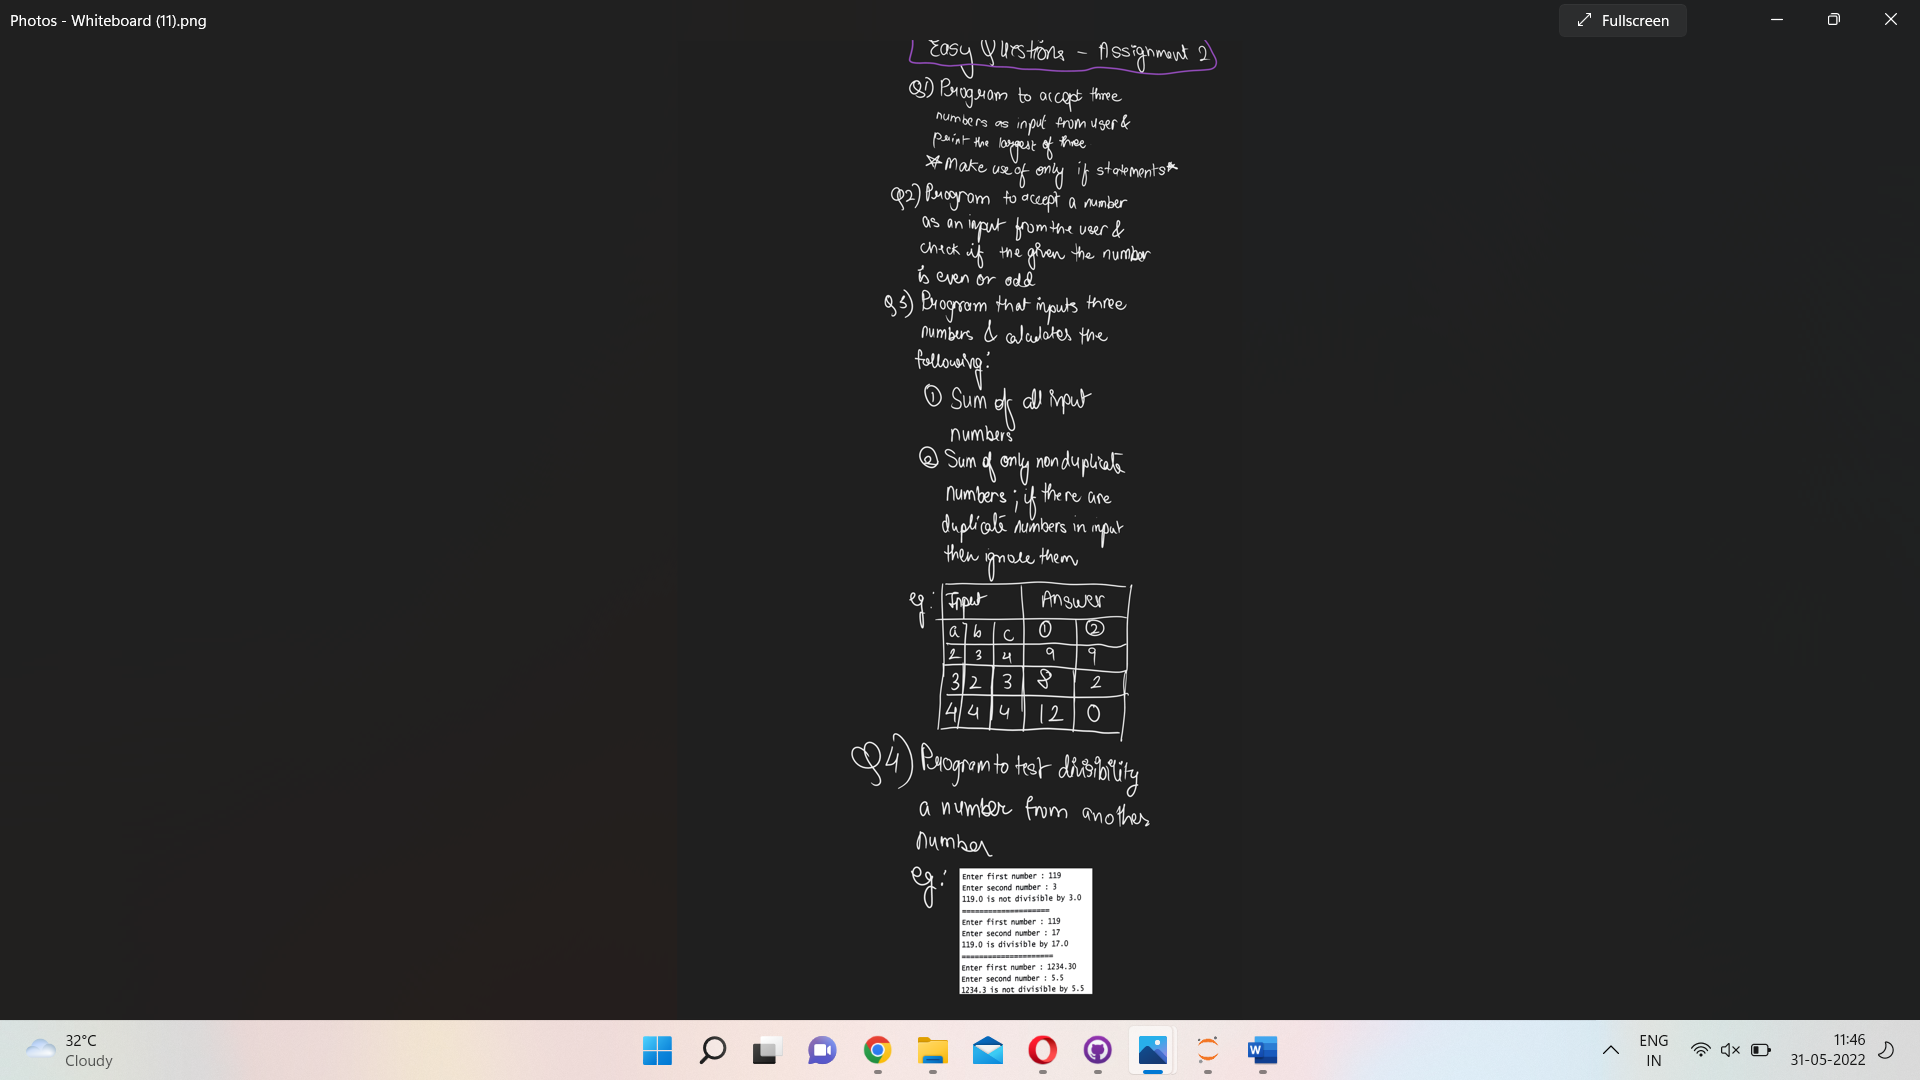 Photos - Whiteboard (11).png
Fullscreen
Easy Questions - Assignment 2
Q1) Program to accept three
numbers as input from user &
print the largest of three
*Make use of only if statements*
Q2) Program to accept a number
as an input from the user &
check if the given the number
is even or odd
Q3) Program that inputs three
numbers & calculates the
following:
① Sum of all input
numbers
② Sum of only nonduplicate
numbers; if there are
duplicate numbers in input
then ignore them
eg: Input Answer
a b c ① ②
2 3 4 9 9
3 2 3 8 2
4 4 4 12 0
Q4) Program to test divisibility
a number from another
number
eg:
Enter first number : 119
Enter second number : 3
119.0 is not divisible by 3.0
====================
Enter first number : 119
Enter second number : 17
119.0 is divisible by 17.0
=====================
Enter first number : 1234.30
Enter second number : 5.5
1234.3 is not divisible by 5.5
32°C
Cloudy
W
ENG
IN
11:46
31-05-2022